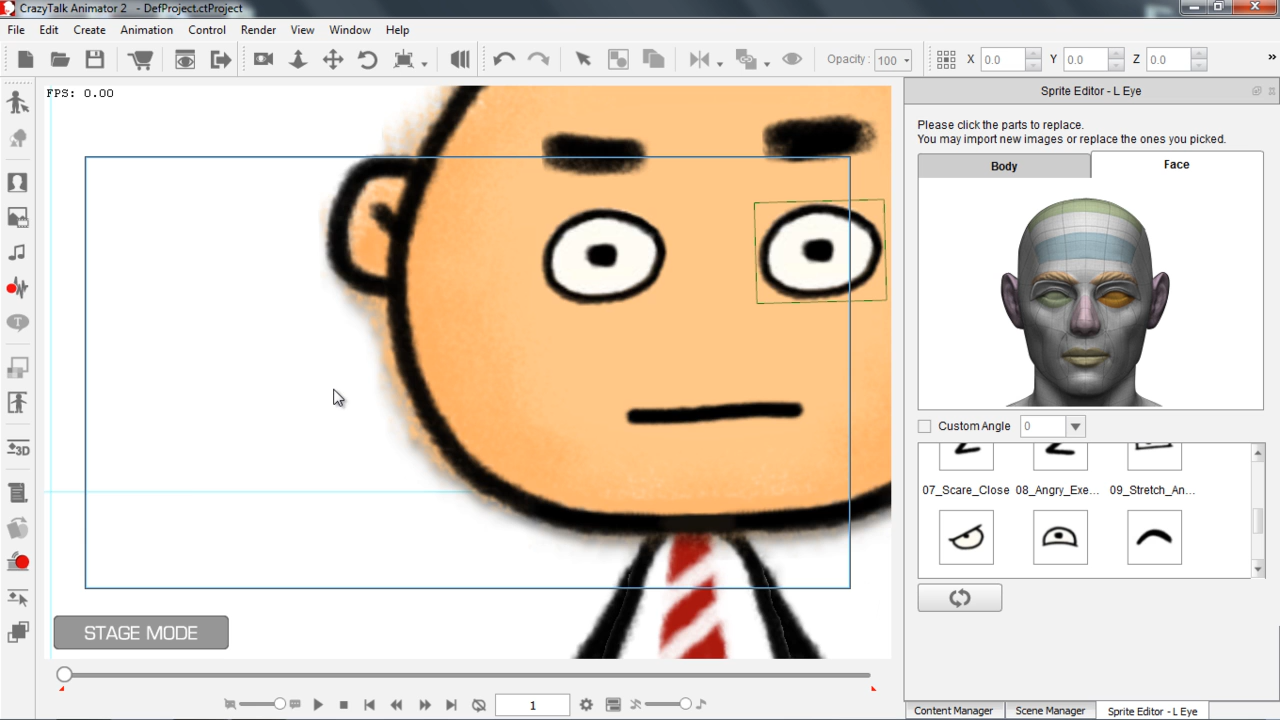 CrazyTalk Animator 2 - DefProject.ctProject
File Edit Create Animation Control Render View Window Help
Opacity : 100 X 0.0 Y 0.0 Z 0.0 »
FPS: 0.00
Sprite Editor - L Eye
Please click the parts to replace.
You may import new images or replace the ones you picked.
Body Face
Custom Angle 0
07_Scare_Close 08_Angry_Exe... 09_Stretch_An...
STAGE MODE
1
Content Manager Scene Manager Sprite Editor - L Eye